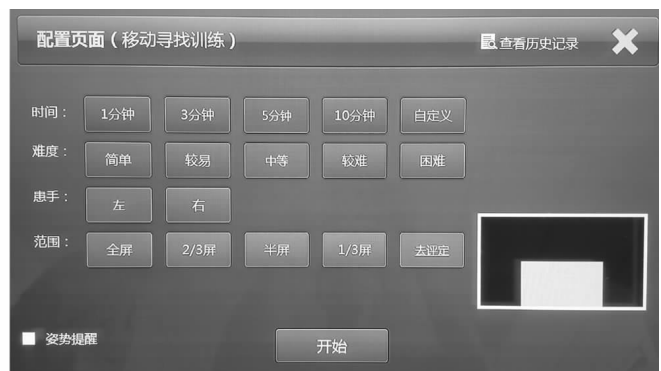 配置页面（移动寻找训练）
查看历史记录
时间： 1分钟 3分钟 5分钟 10分钟 自定义
难度： 简单 较易 中等 较难 困难
患手： 左 右
范围： 全屏 2/3屏 半屏 1/3屏 去评定
姿势提醒
开始